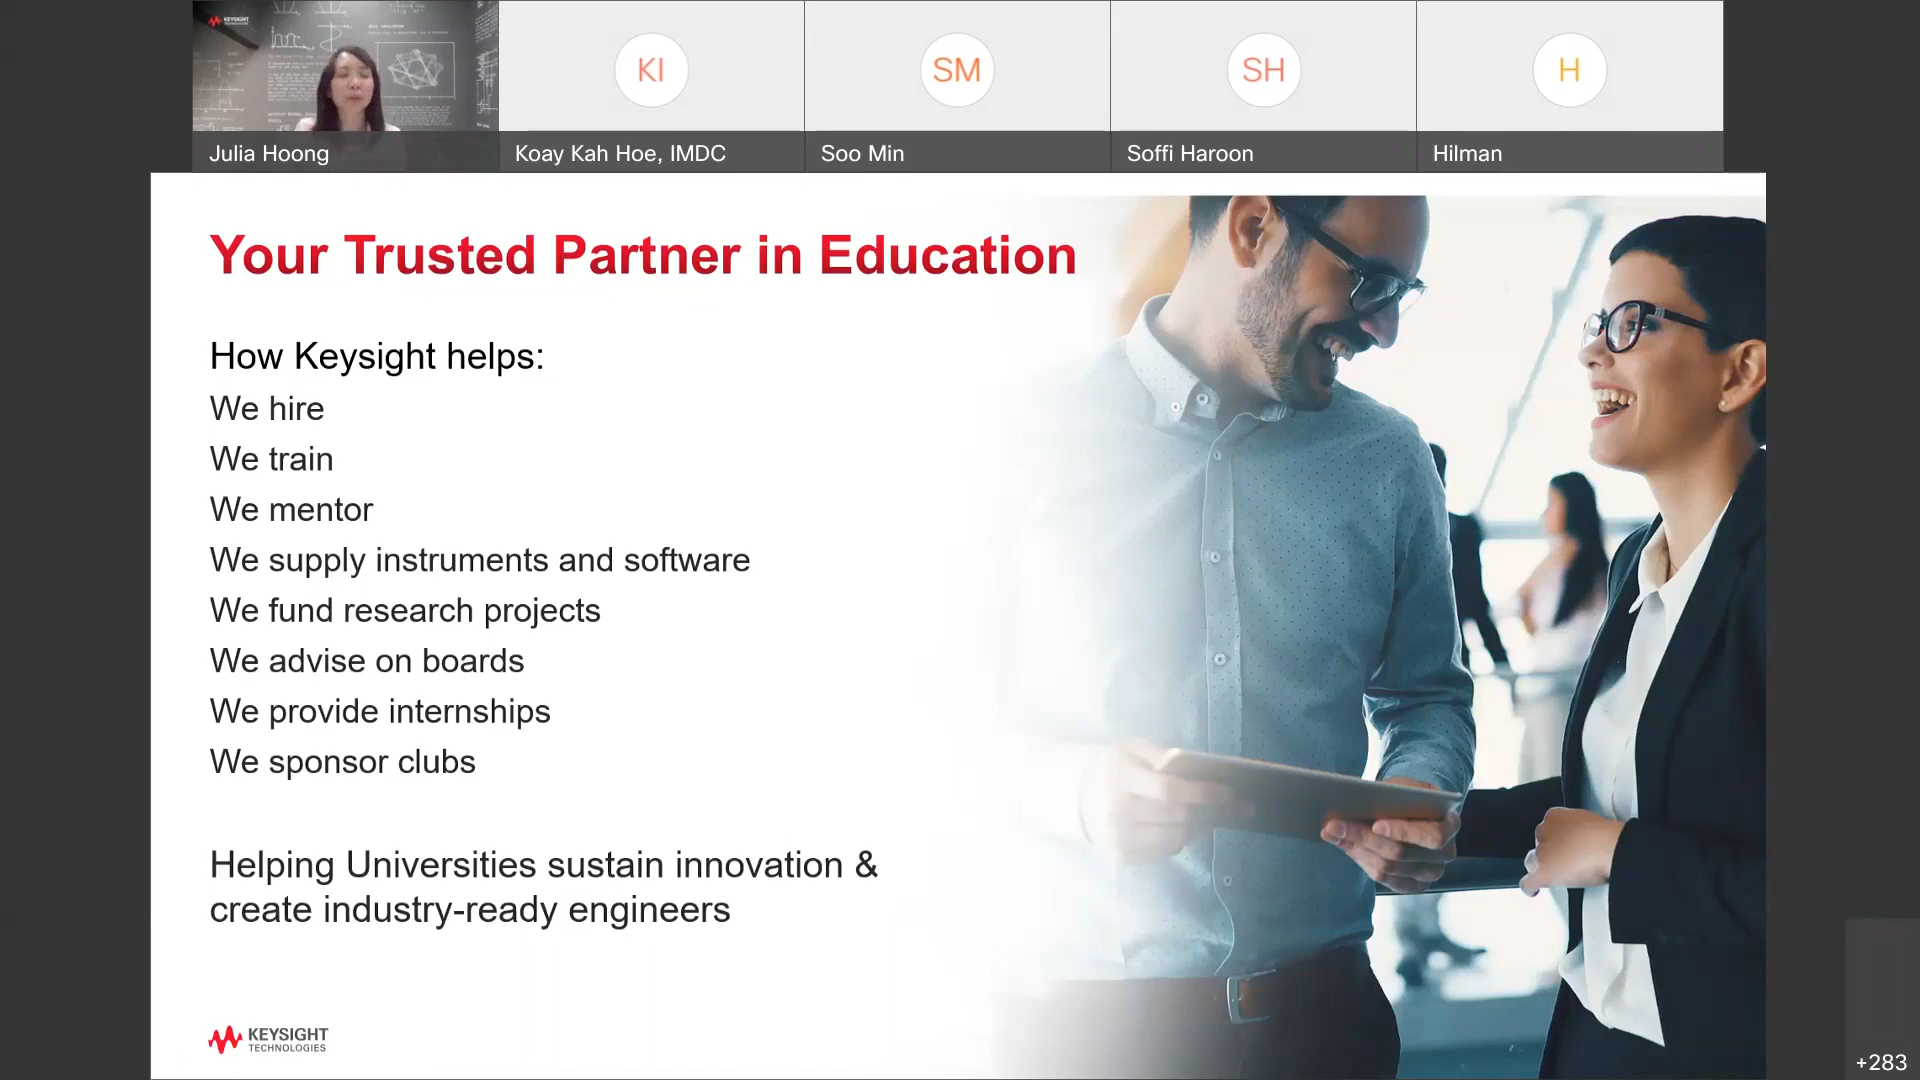 KEYSIGHT
TECHNOLOGIES
KI
SM
SH
H
Julia Hoong
Koay Kah Hoe, IMDC
Soo Min
Soffi Haroon
Hilman
Your Trusted Partner in Education
How Keysight helps:
We hire
We train
We mentor
We supply instruments and software
We fund research projects
We advise on boards
We provide internships
We sponsor clubs
Helping Universities sustain innovation &
create industry-ready engineers
KEYSIGHT
TECHNOLOGIES
+283